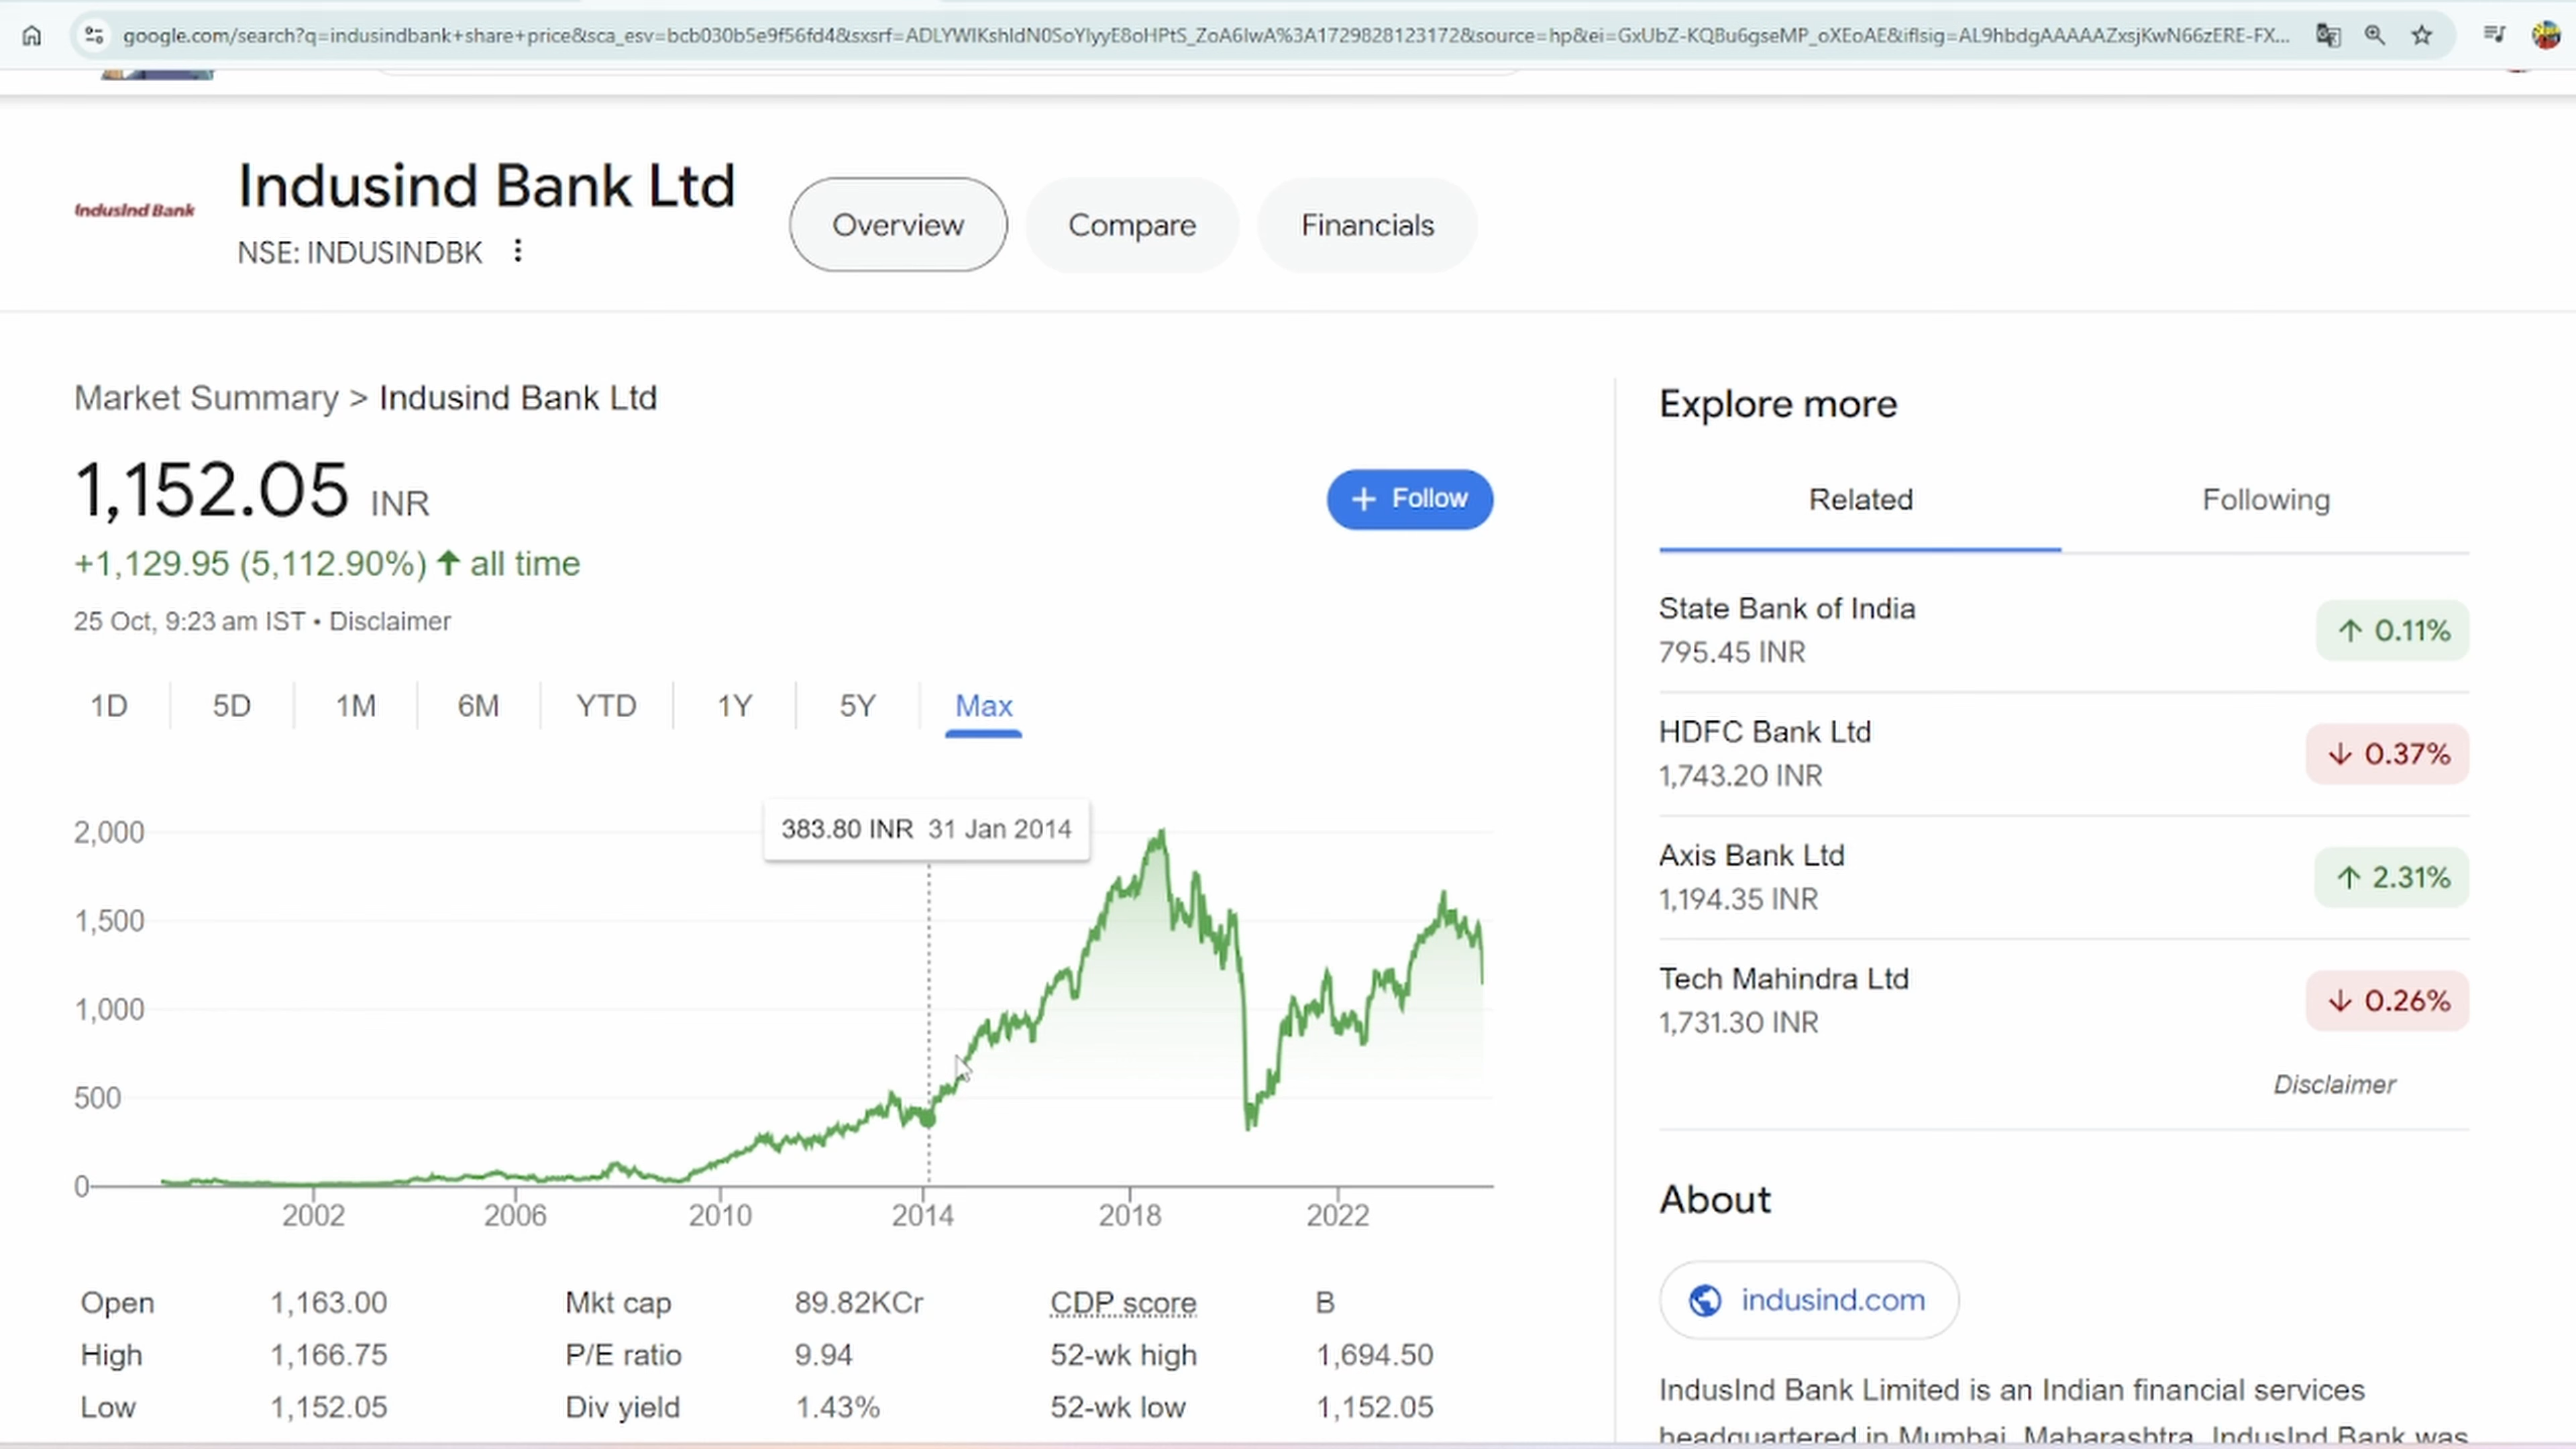 google.com/search?q=indusindbank+share+price&sca_esv=bcb030b5e9f56fd4&sxsrf=ADLYWIKshIdN0SoYIyyE8oHPtS_ZoA6IwA%3A1729828123172&source=hp&ei=GxUbZ-KQBu6gseMP_oXEoAE&iflsig=AL9hbdgAAAAAZxsjKwN66zERE-FX...
IndusInd Bank
Indusind Bank Ltd
NSE: INDUSINDBK
Overview
Compare
Financials
Market Summary > Indusind Bank Ltd
1,152.05 INR
+ Follow
+1,129.95 (5,112.90%) ↑ all time
25 Oct, 9:23 am IST • Disclaimer
1D 5D 1M 6M YTD 1Y 5Y Max
383.80 INR 31 Jan 2014
2,000
1,500
1,000
500
0
2002 2006 2010 2014 2018 2022
Open 1,163.00 Mkt cap 89.82KCr CDP score B
High 1,166.75 P/E ratio 9.94 52-wk high 1,694.50
Low 1,152.05 Div yield 1.43% 52-wk low 1,152.05
Explore more
Related Following
State Bank of India
795.45 INR
↑ 0.11%
HDFC Bank Ltd
1,743.20 INR
↓ 0.37%
Axis Bank Ltd
1,194.35 INR
↑ 2.31%
Tech Mahindra Ltd
1,731.30 INR
↓ 0.26%
Disclaimer
About
indusind.com
IndusInd Bank Limited is an Indian financial services
headquartered in Mumbai, Maharashtra. IndusInd Bank was